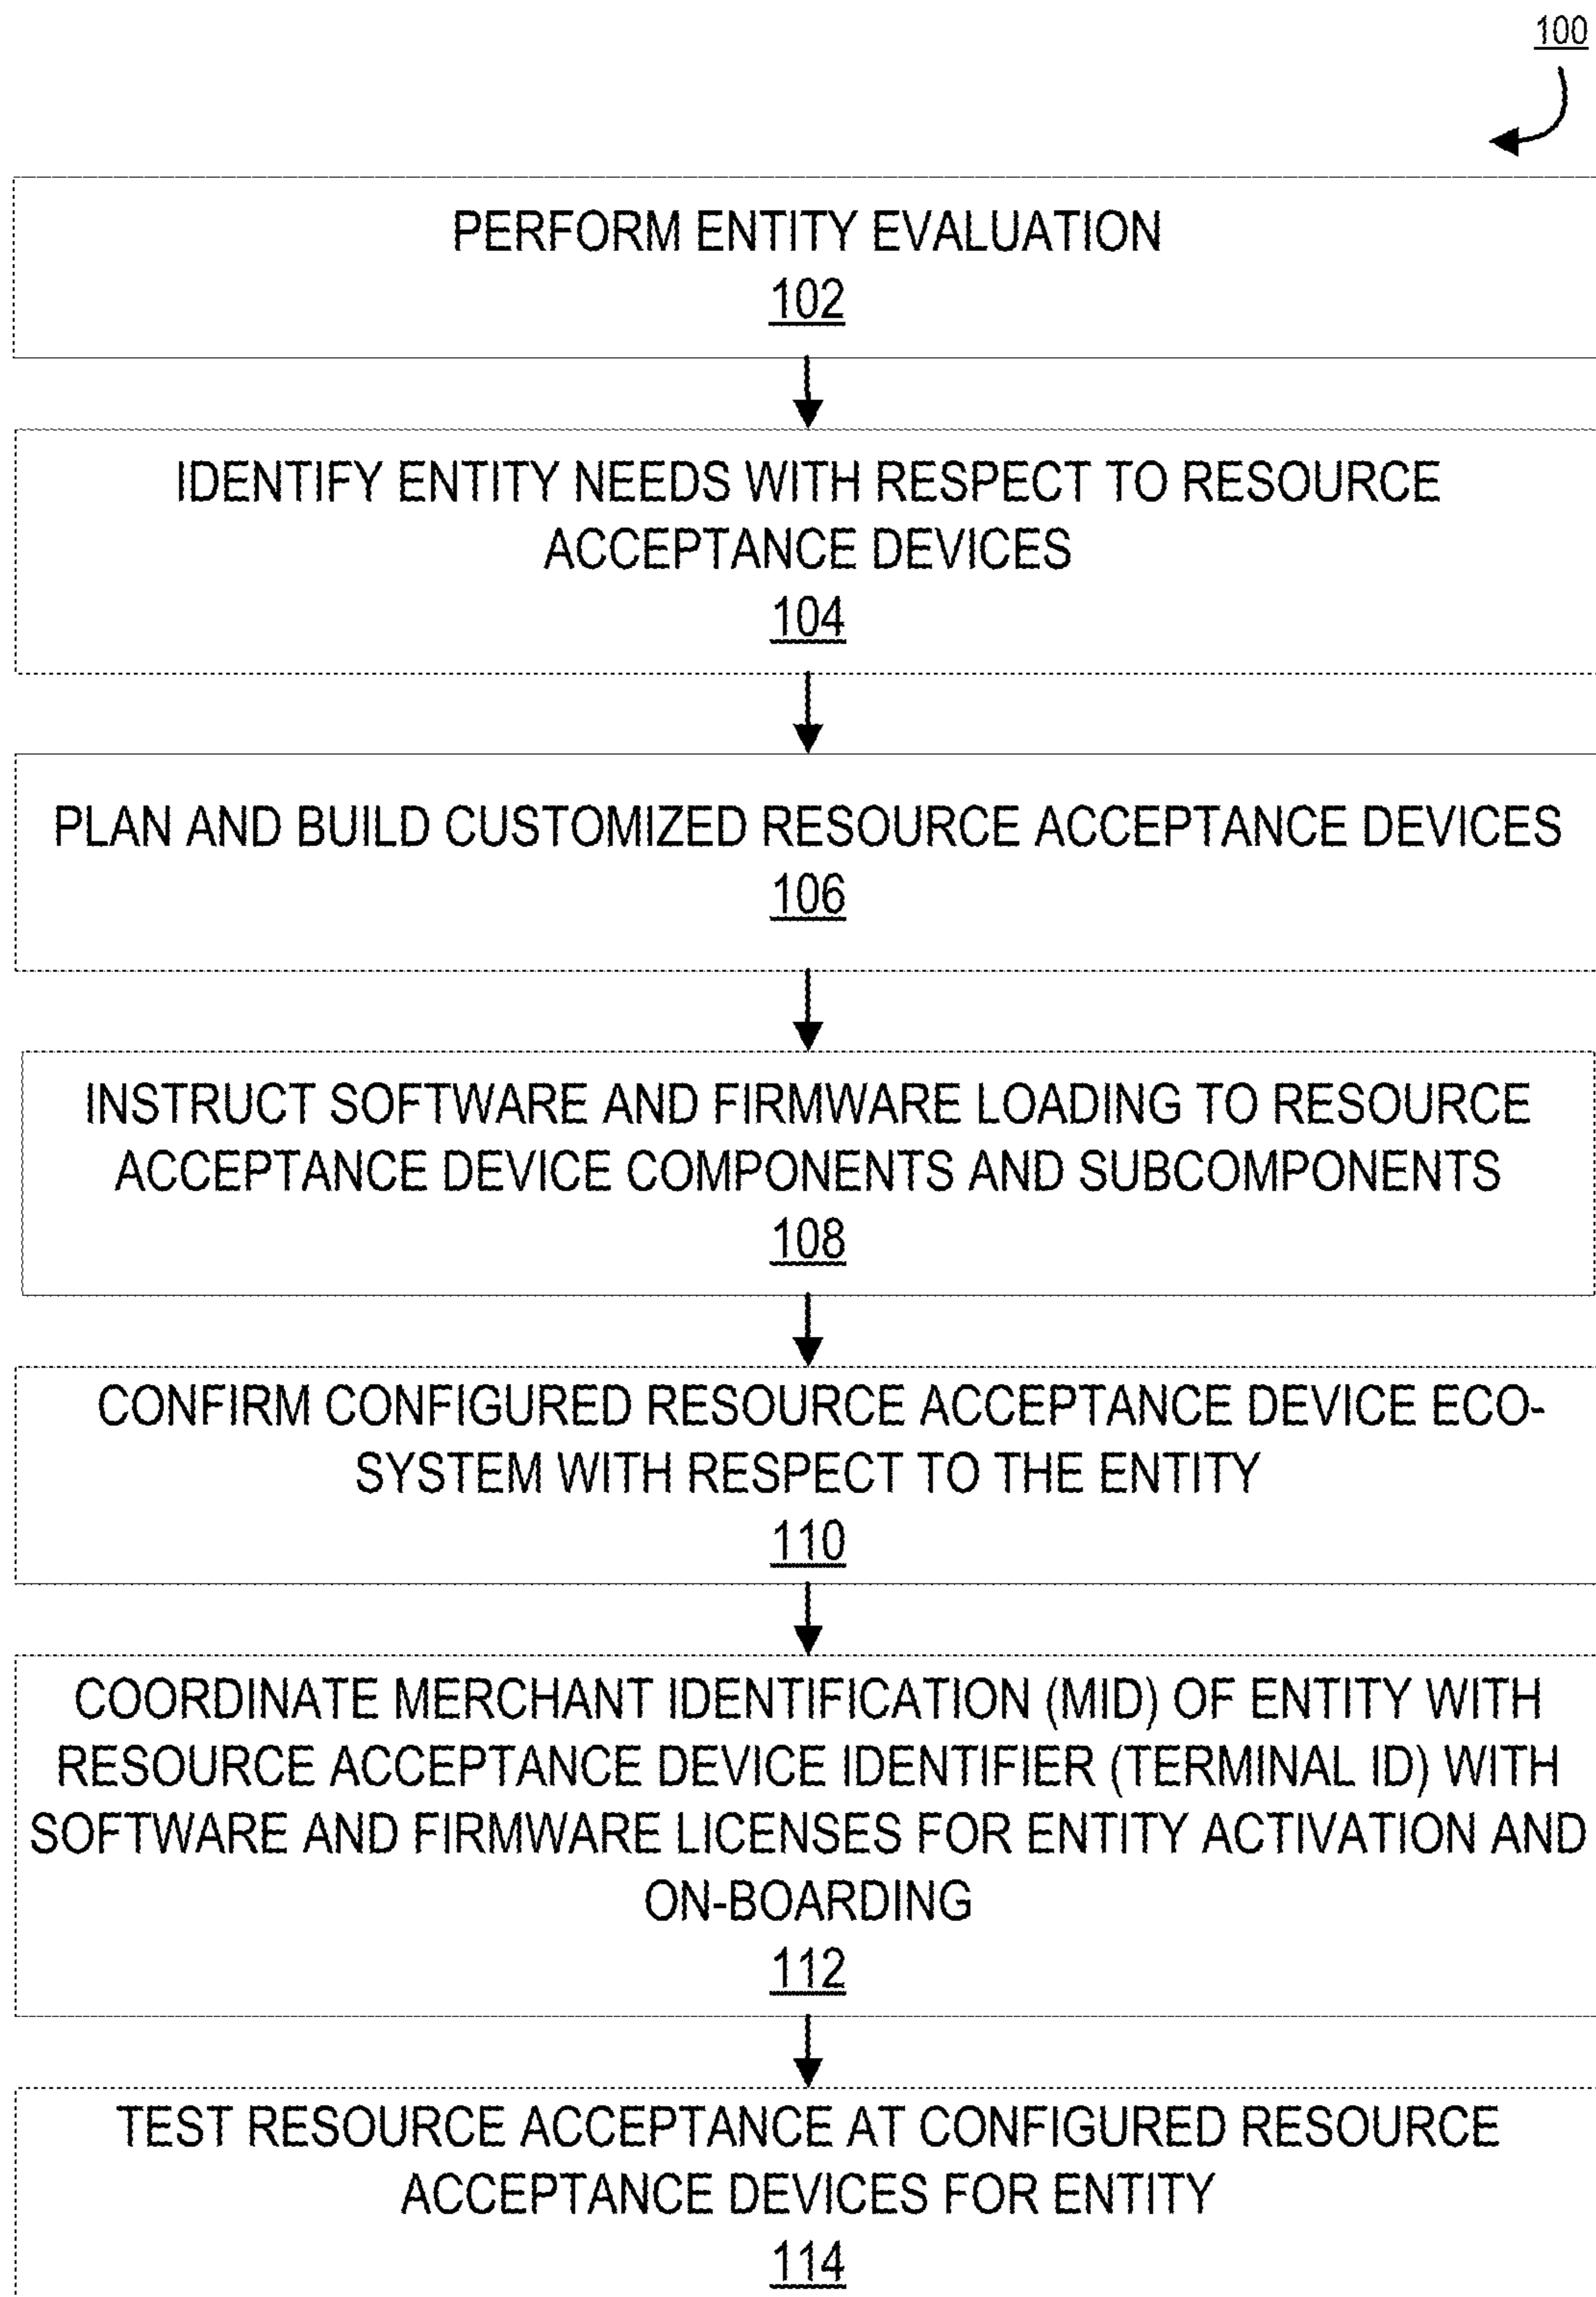 100
PERFORM ENTITY EVALUATION
102
IDENTIFY ENTITY NEEDS WITH RESPECT TO RESOURCE
ACCEPTANCE DEVICES
104
PLAN AND BUILD CUSTOMIZED RESOURCE ACCEPTANCE DEVICES
106
INSTRUCT SOFTWARE AND FIRMWARE LOADING TO RESOURCE
ACCEPTANCE DEVICE COMPONENTS AND SUBCOMPONENTS
108
CONFIRM CONFIGURED RESOURCE ACCEPTANCE DEVICE ECO-
SYSTEM WITH RESPECT TO THE ENTITY
110
COORDINATE MERCHANT IDENTIFICATION (MID) OF ENTITY WITH
RESOURCE ACCEPTANCE DEVICE IDENTIFIER (TERMINAL ID) WITH
SOFTWARE AND FIRMWARE LICENSES FOR ENTITY ACTIVATION AND
ON-BOARDING
112
TEST RESOURCE ACCEPTANCE AT CONFIGURED RESOURCE
ACCEPTANCE DEVICES FOR ENTITY
114